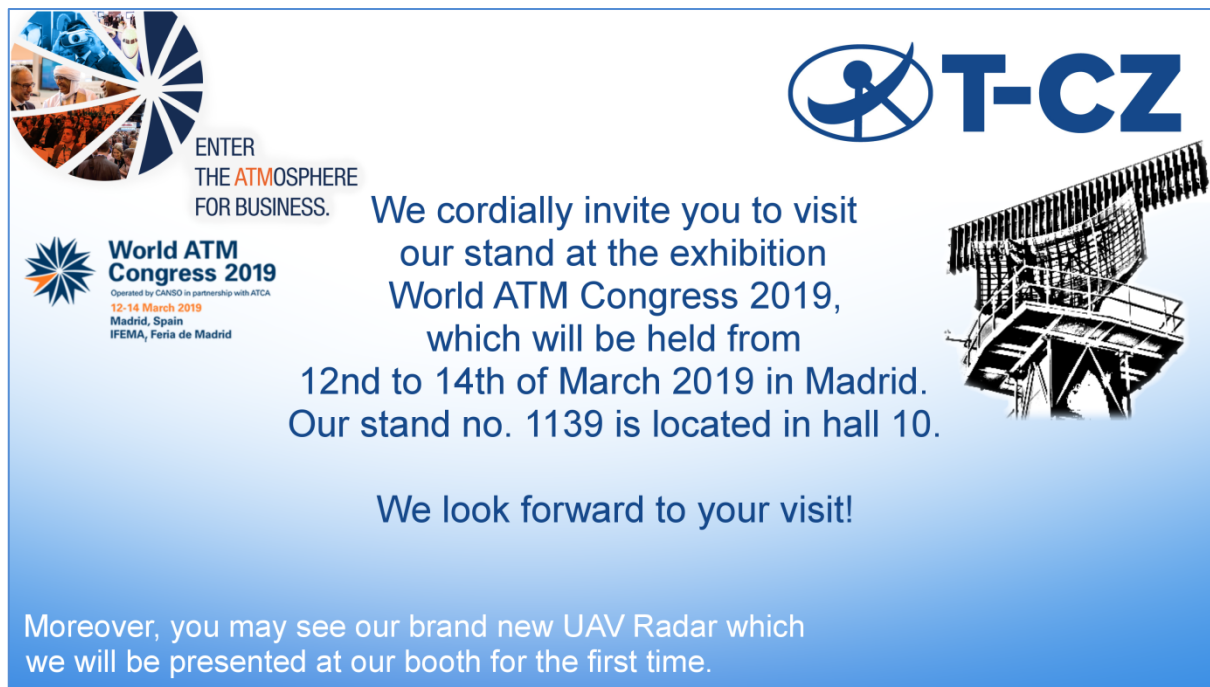 ENTER
THE ATMOSPHERE
FOR BUSINESS.
T-CZ
World ATM
Congress 2019
Operated by CANSO in partnership with ATCA
12-14 March 2019
Madrid, Spain
IFEMA, Feria de Madrid
We cordially invite you to visit
our stand at the exhibition
World ATM Congress 2019,
which will be held from
12nd to 14th of March 2019 in Madrid.
Our stand no. 1139 is located in hall 10.
We look forward to your visit!
Moreover, you may see our brand new UAV Radar which
we will be presented at our booth for the first time.